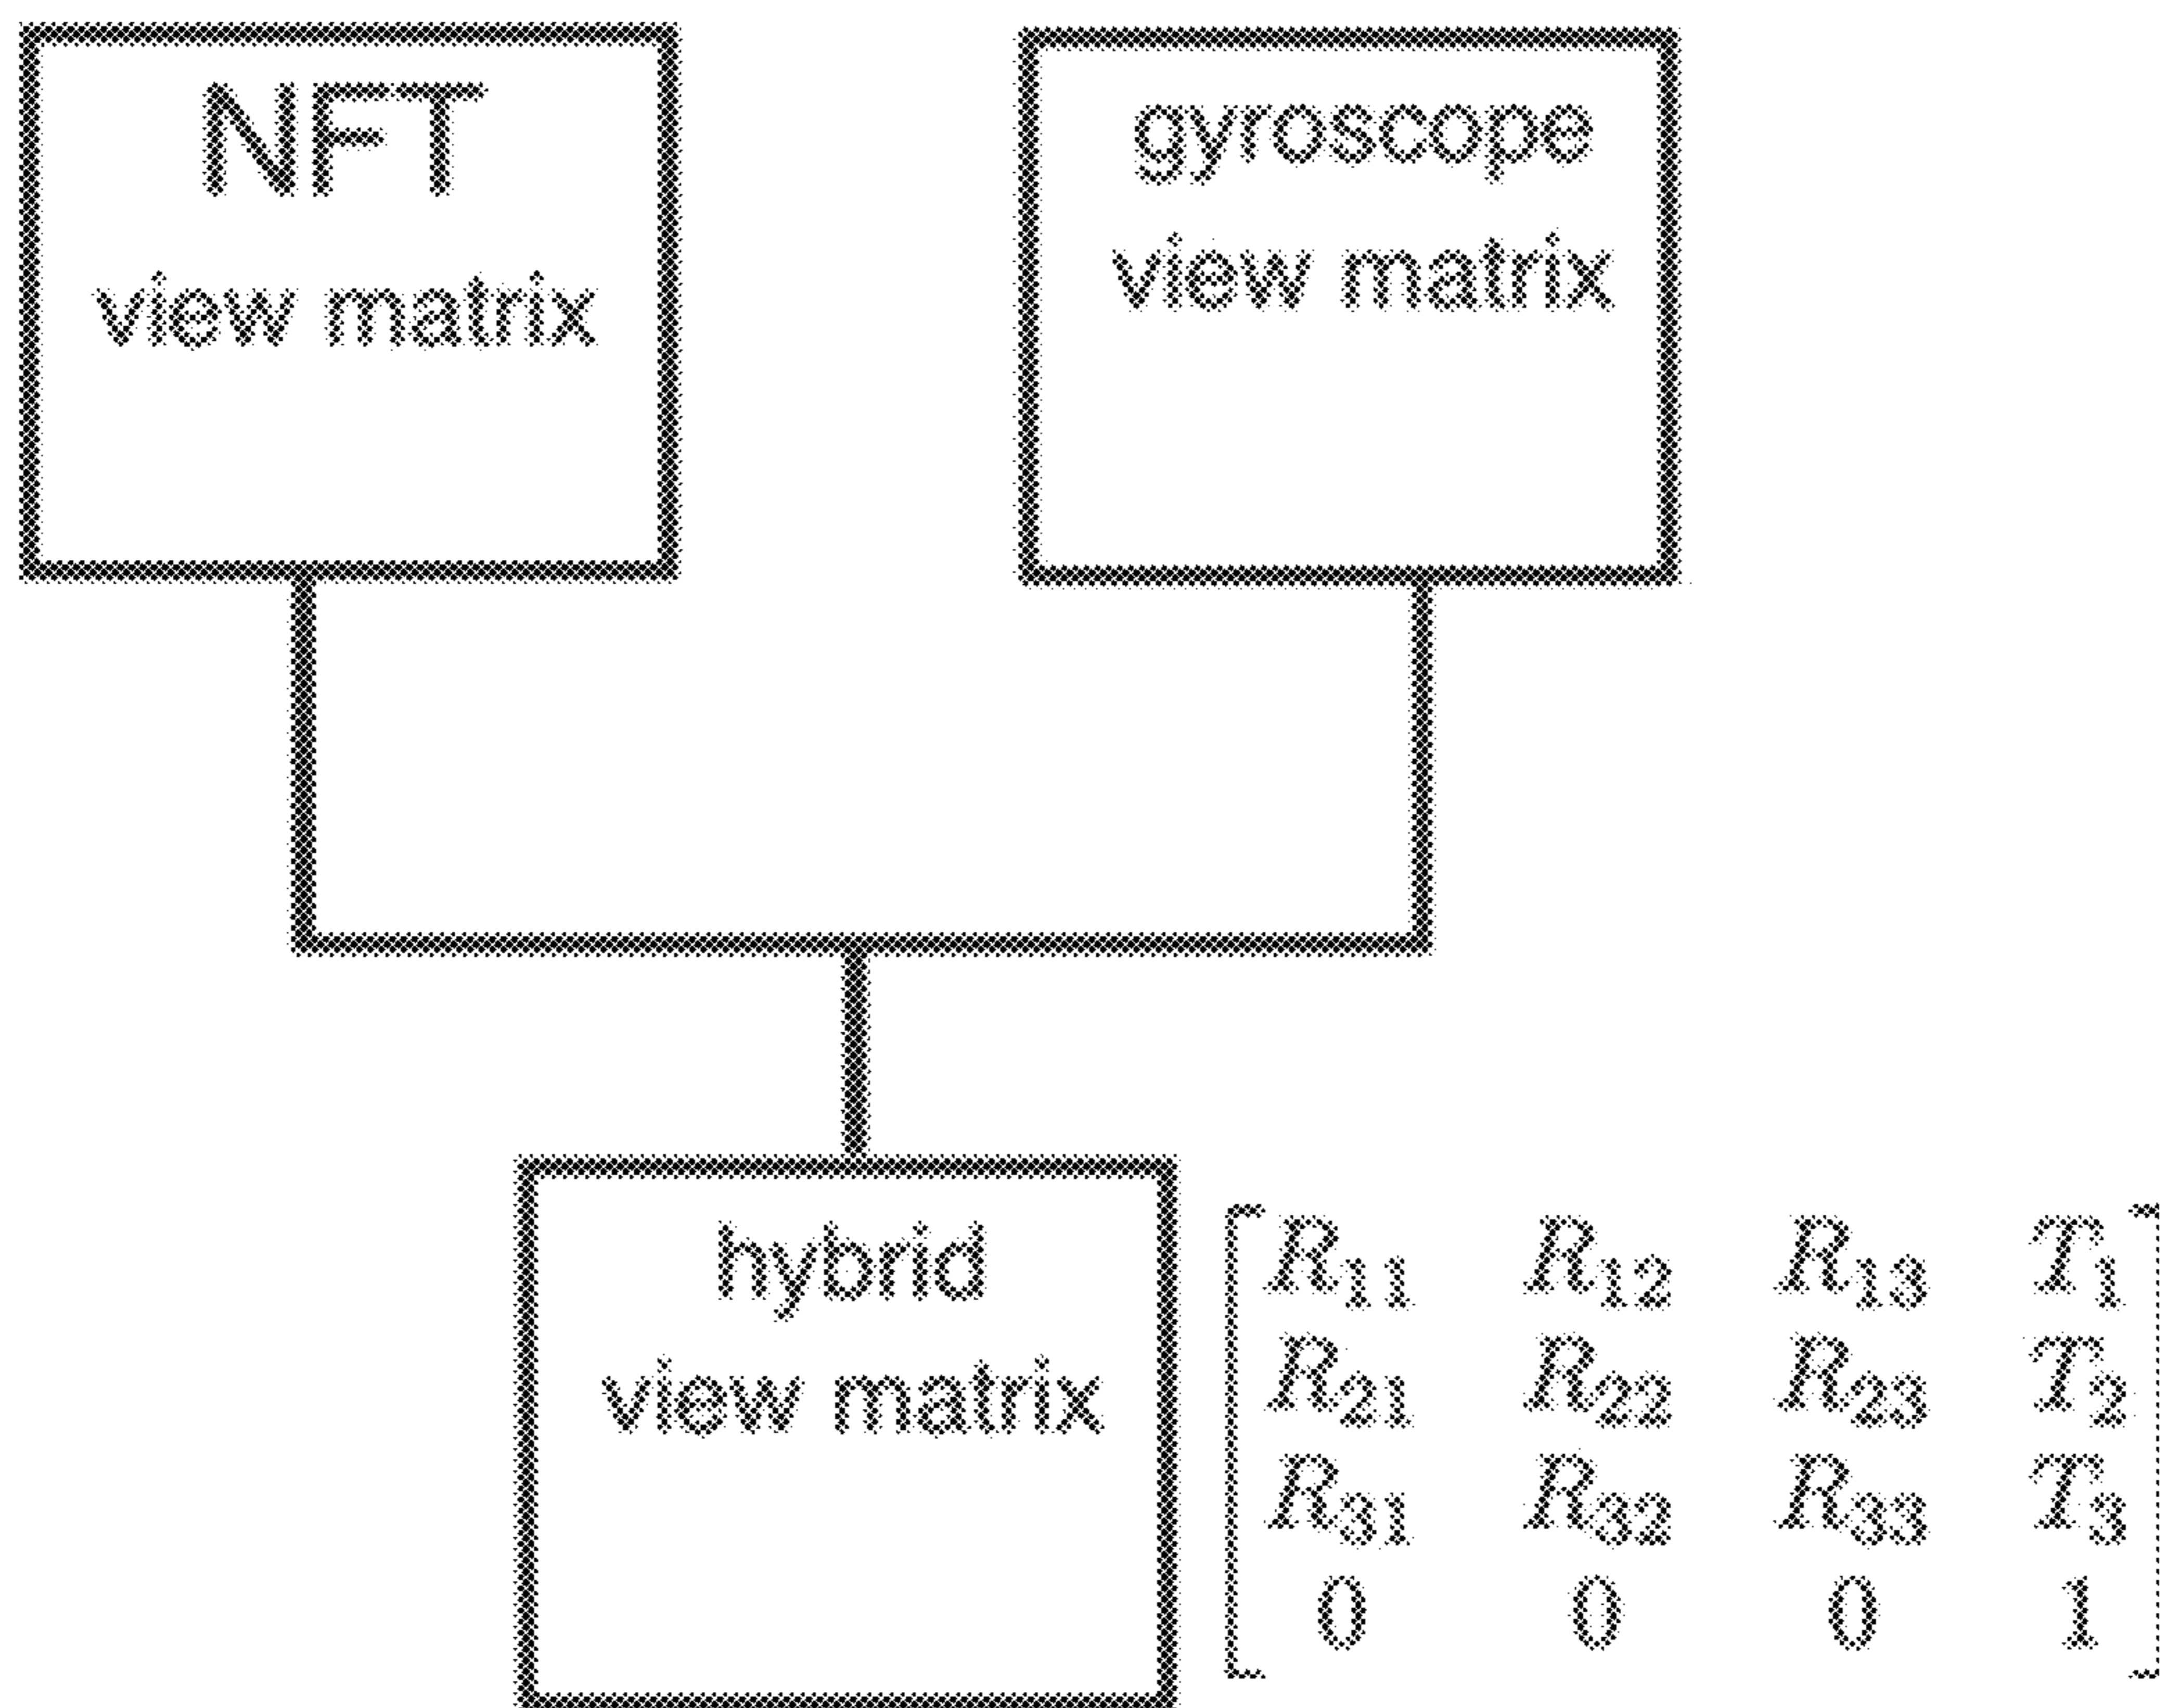 NFT
view matrix
gyroscope
view matrix
hybrid
view matrix
R11 R12 R13 T1
R21 R22 R23 T2
R31 R32 R33 T3
0 0 0 1